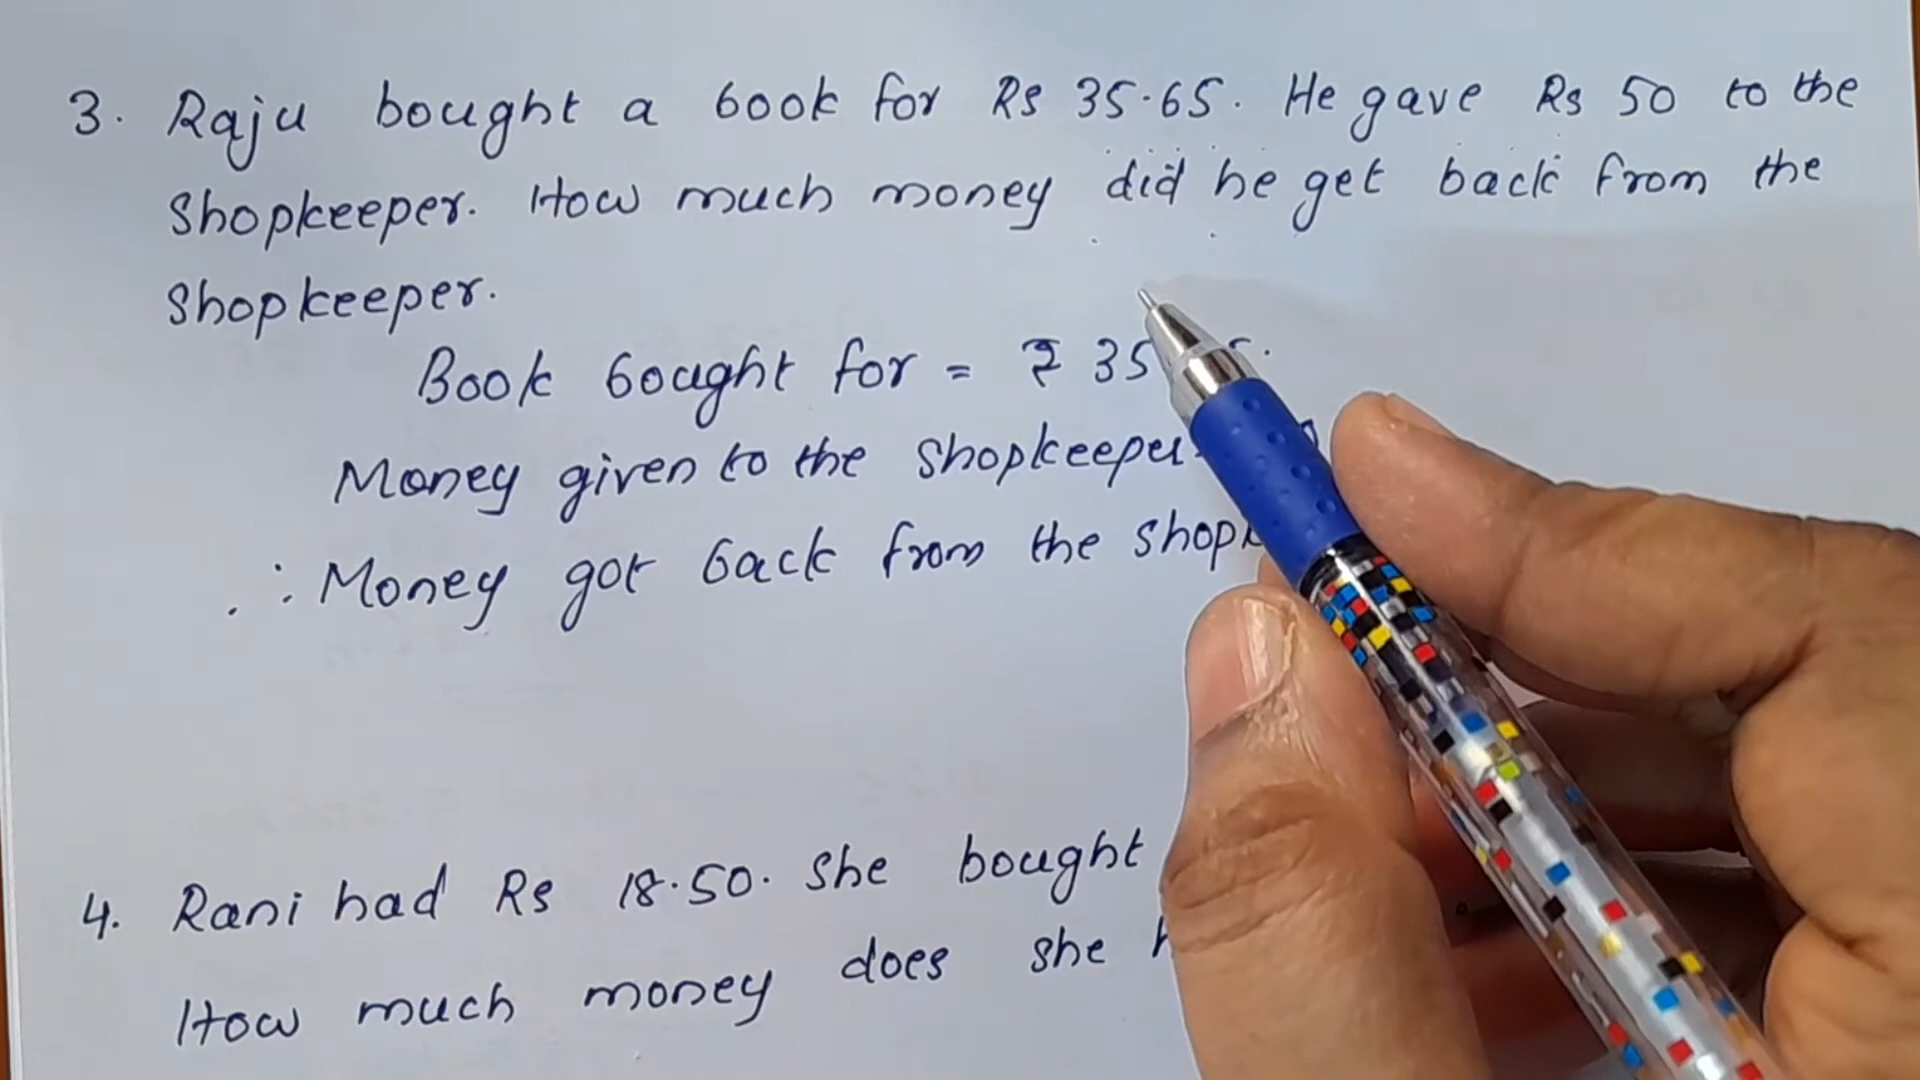 3. Raju bought a book for Rs 35.65. He gave Rs 50 to the
Shopkeeper. How much money did he get back from the
Shopkeeper.
Book bought for = ₹ 35
Money given to the shopkeeper
∴ Money got back from the
4. Rani had Rs 18.50. She bought
How much money does she